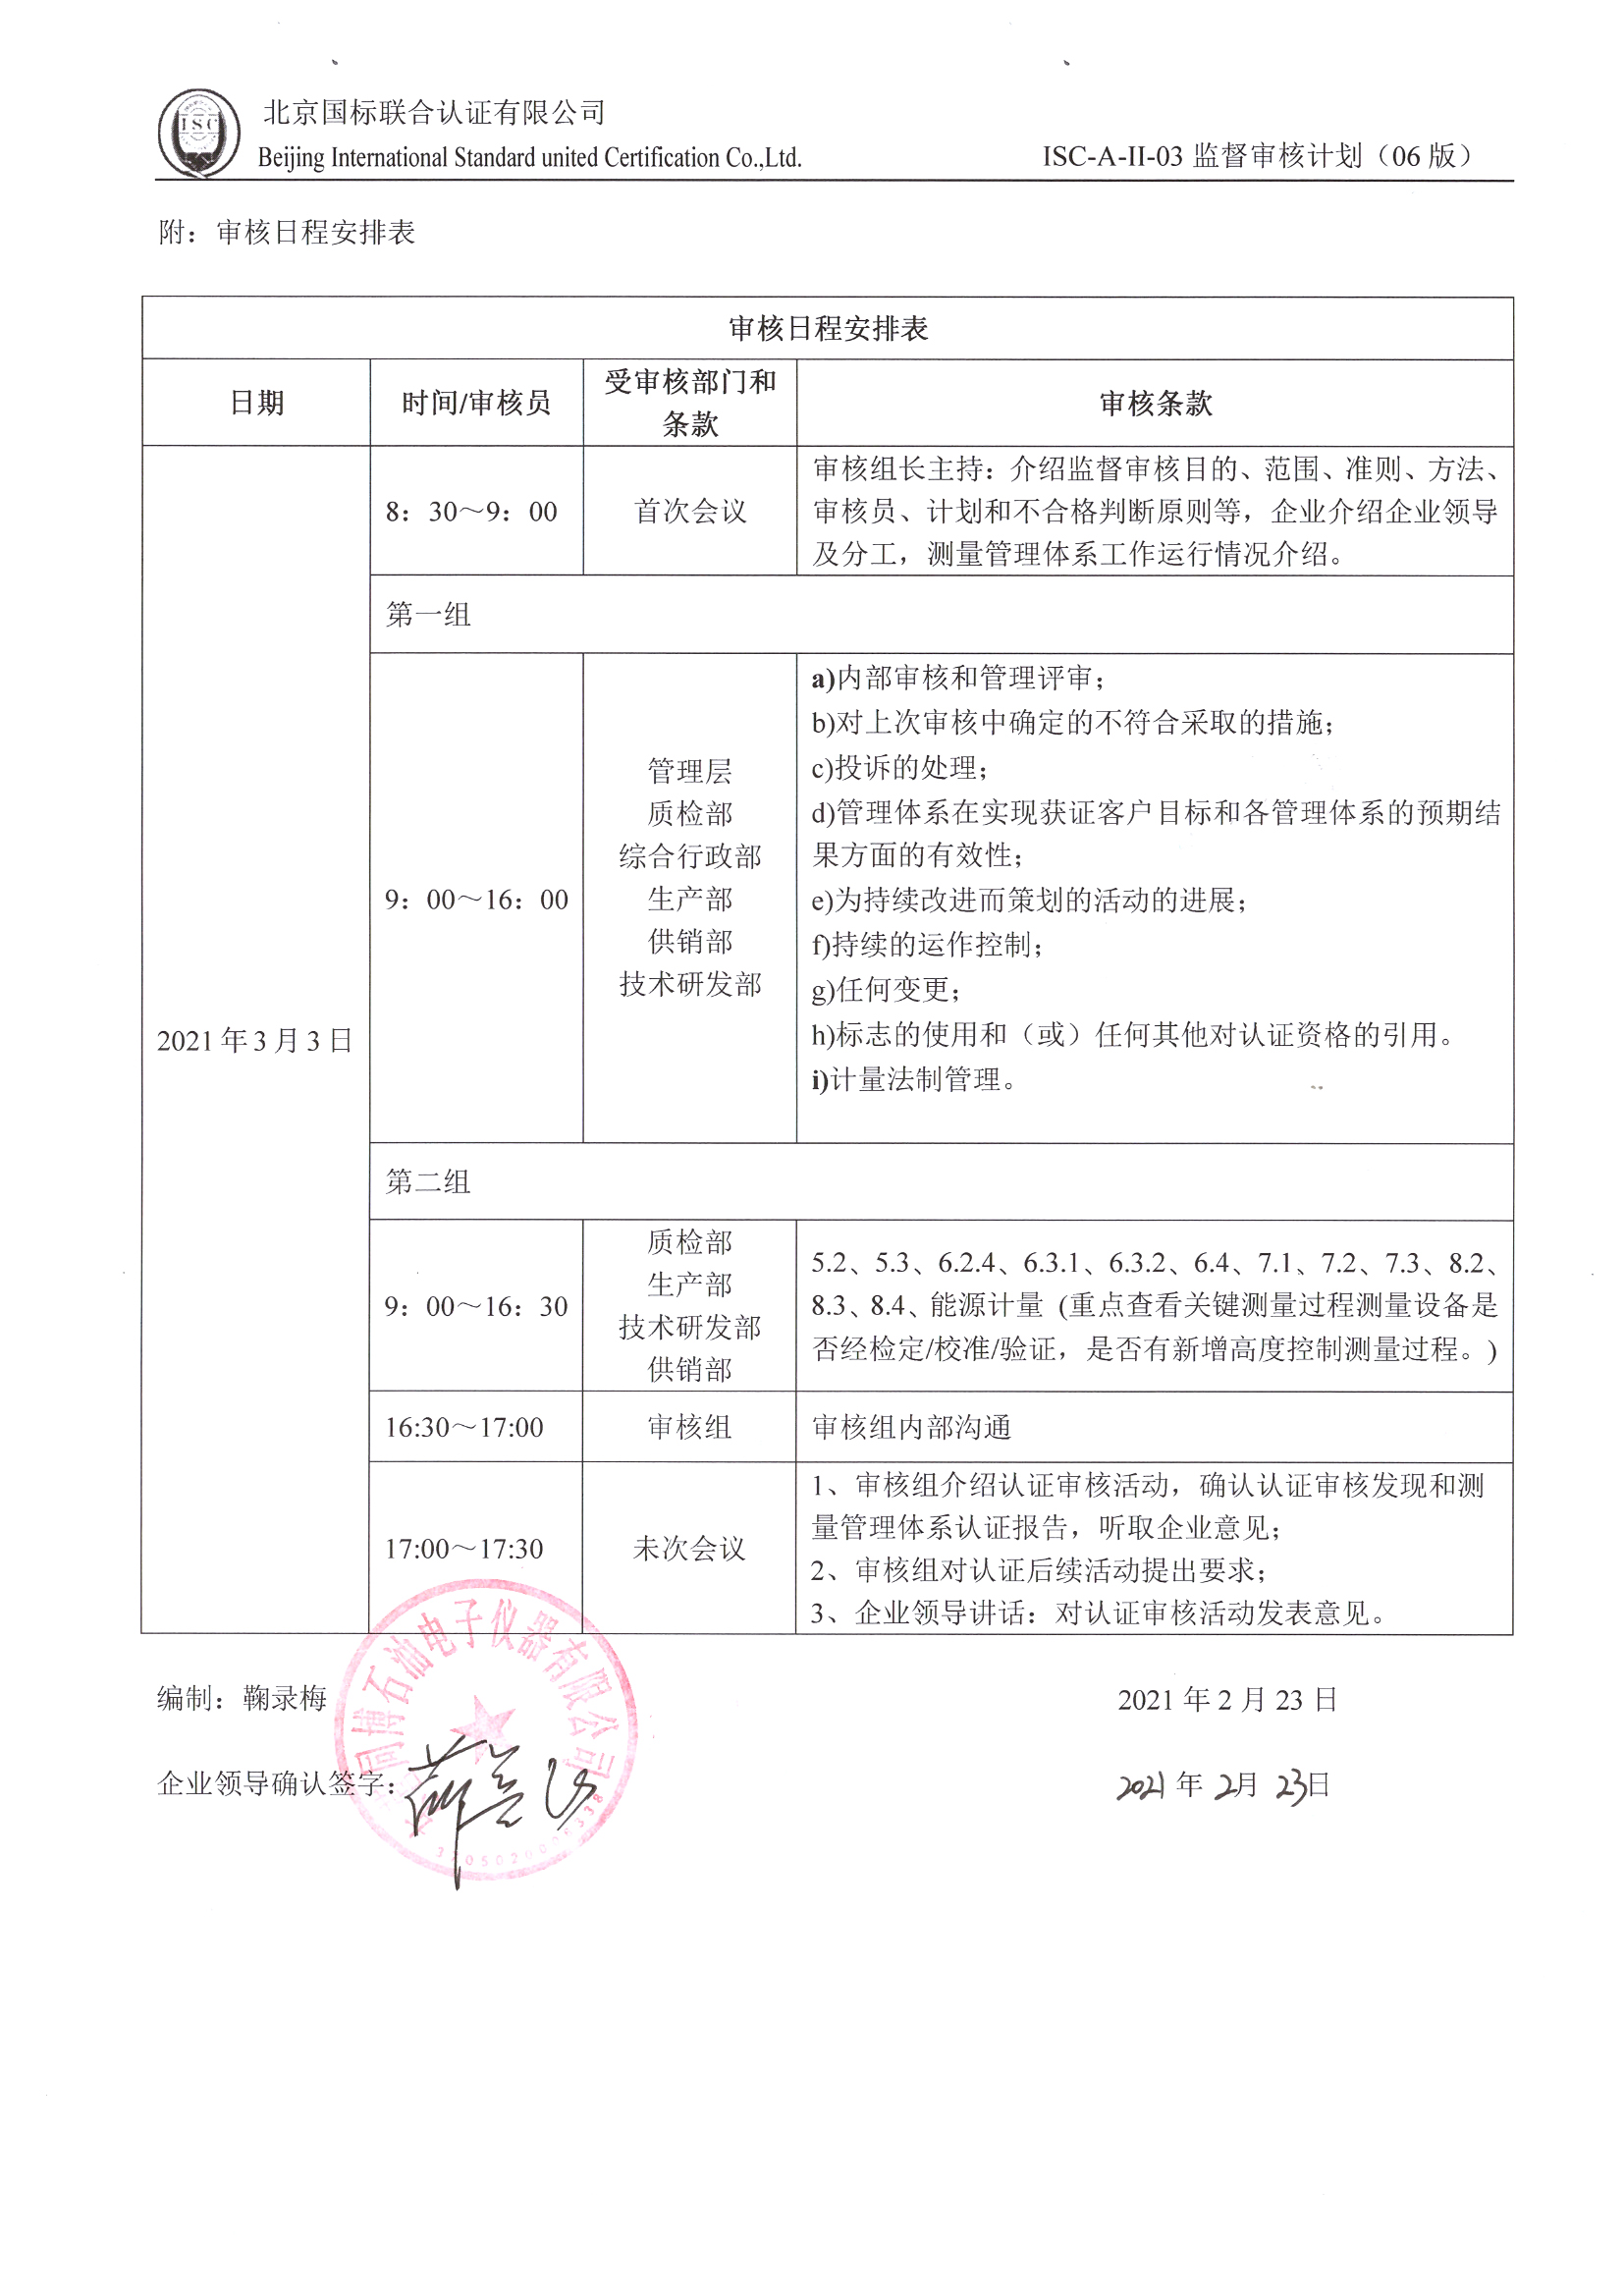 北京国标联合认证有限公司
Beijing International Standard united Certification Co.,Ltd.
ISC-A-II-03 监督审核计划（06 版）
ISC
附：审核日程安排表
审核日程安排表
日期
时间/审核员
受审核部门和
条款
审核条款
2021 年 3 月 3 日
8：30～9：00
首次会议
审核组长主持：介绍监督审核目的、范围、准则、方法、
审核员、计划和不合格判断原则等，企业介绍企业领导
及分工，测量管理体系工作运行情况介绍。
第一组
9：00～16：00
管理层
质检部
综合行政部
生产部
供销部
技术研发部
a)内部审核和管理评审；
b)对上次审核中确定的不符合采取的措施；
c)投诉的处理；
d)管理体系在实现获证客户目标和各管理体系的预期结
果方面的有效性；
e)为持续改进而策划的活动的进展；
f)持续的运作控制；
g)任何变更；
h)标志的使用和（或）任何其他对认证资格的引用。
i)计量法制管理。
第二组
9：00～16：30
质检部
生产部
技术研发部
供销部
5.2、5.3、6.2.4、6.3.1、6.3.2、6.4、7.1、7.2、7.3、8.2、
8.3、8.4、能源计量 (重点查看关键测量过程测量设备是
否经检定/校准/验证，是否有新增高度控制测量过程。)
16:30～17:00
审核组
审核组内部沟通
17:00～17:30
末次会议
1、审核组介绍认证审核活动，确认认证审核发现和测
量管理体系认证报告，听取企业意见；
2、审核组对认证后续活动提出要求；
3、企业领导讲话：对认证审核活动发表意见。
同博石油电子仪器有限公司
编制：鞠录梅
2021 年 2 月 23 日
企业领导确认签字：
2021 年 2月 23日